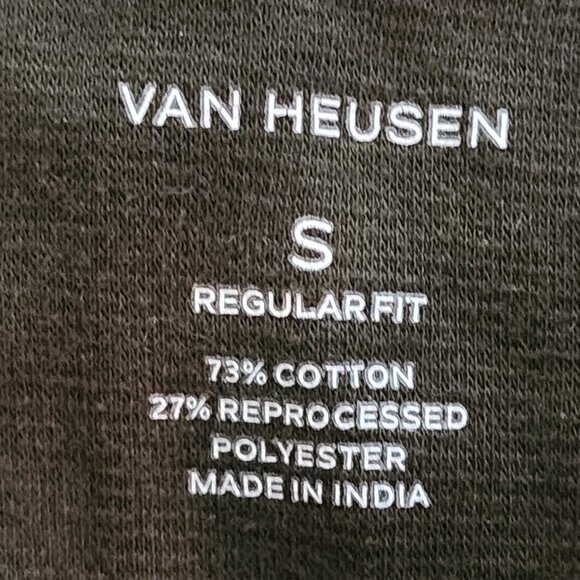 VAN HEUSEN
S
REGULAR FIT
73% COTTON
27% REPROCESSED
POLYESTER
MADE IN INDIA